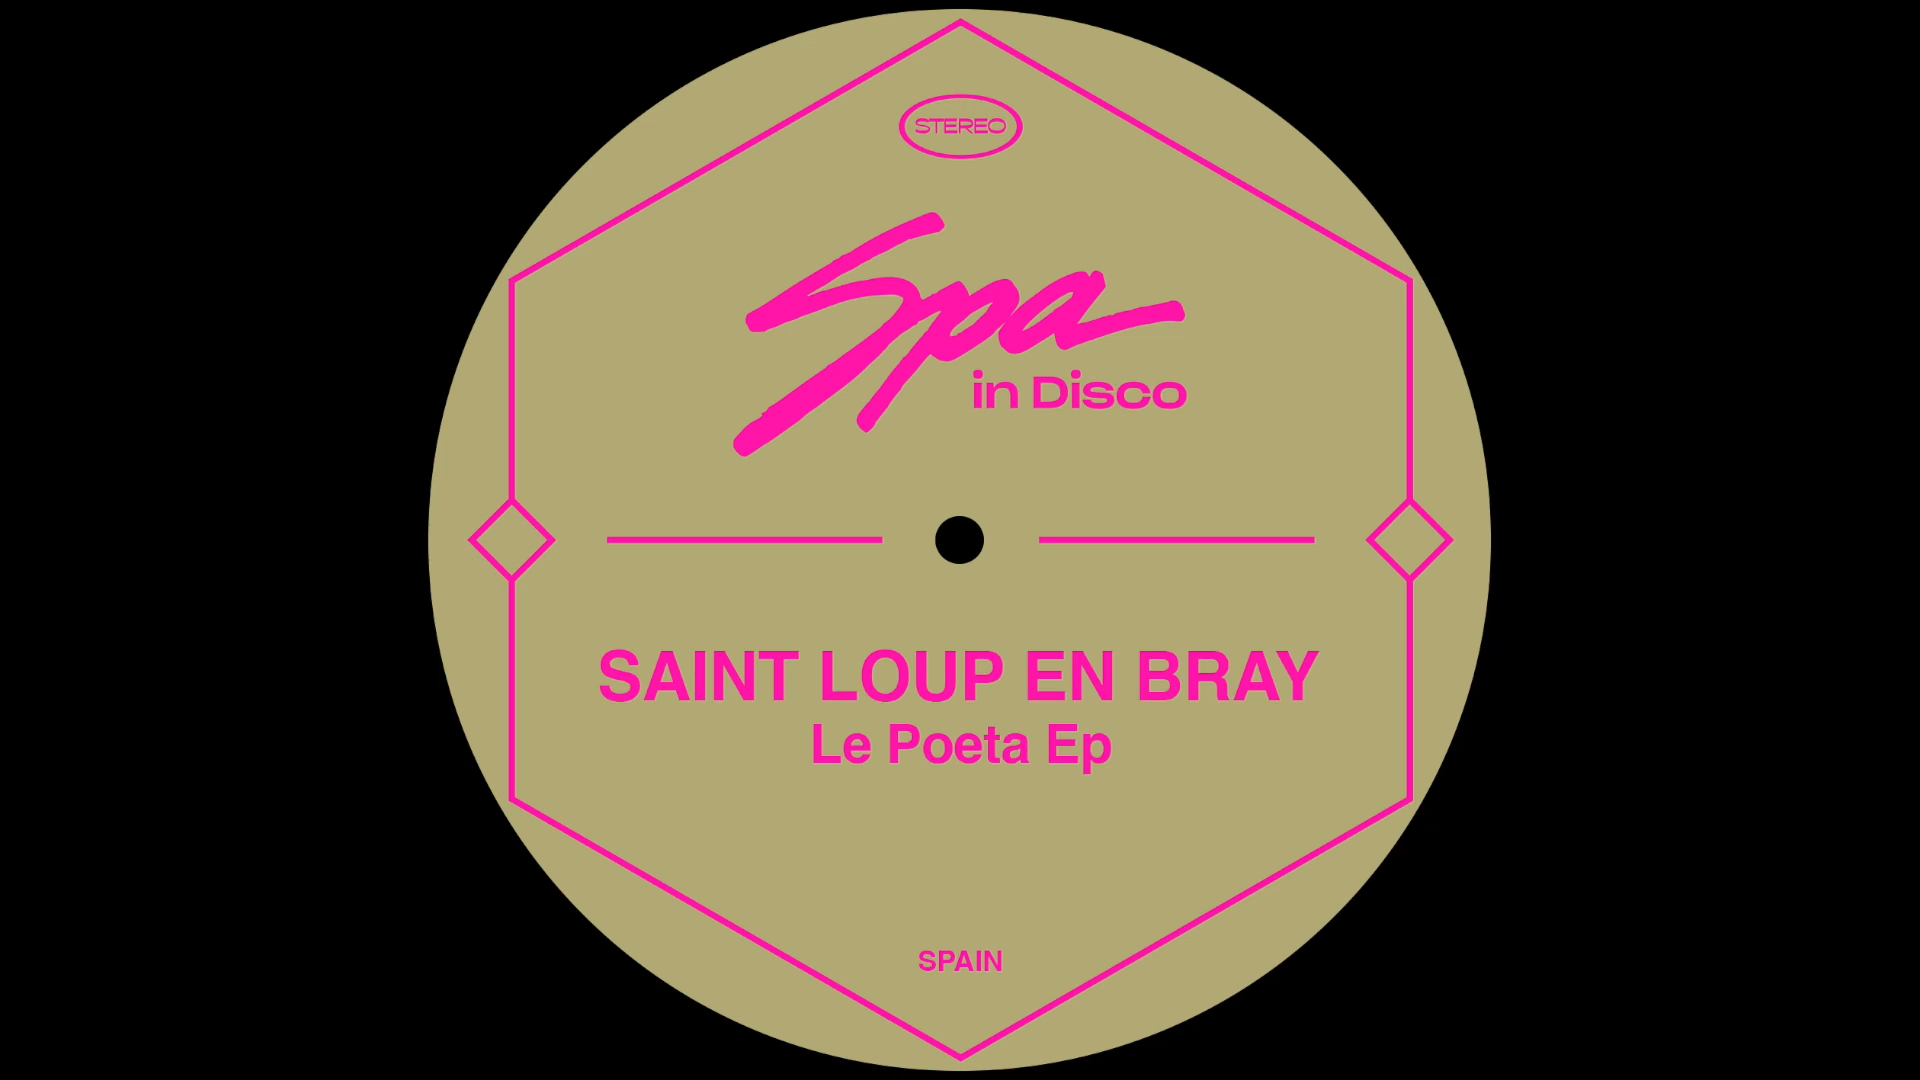 STEREO
Spa
in Disco
SAINT LOUP EN BRAY
Le Poeta Ep
SPAIN